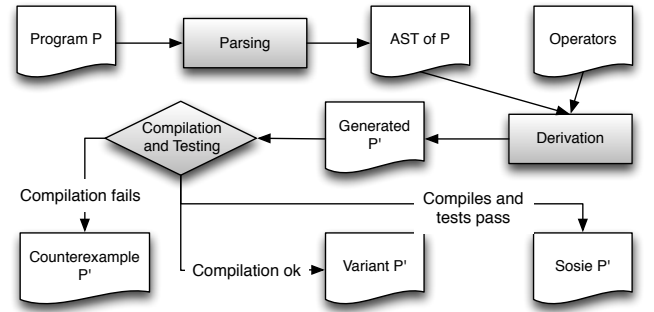 Program P
Parsing
AST of P
Operators
Compilation
and Testing
Generated
P'
Derivation
Compilation fails
Compiles and
tests pass
Counterexample
P'
Compilation ok
Variant P'
Sosie P'